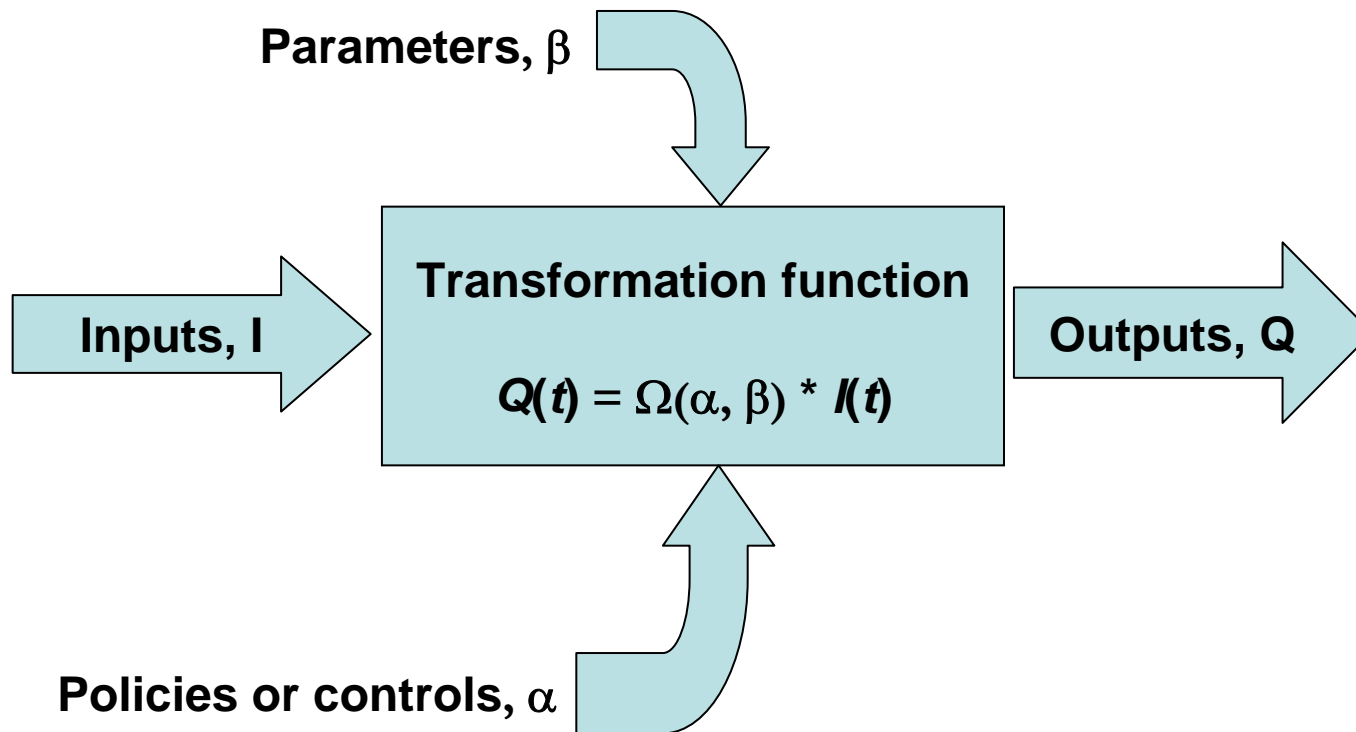 Parameters, β
Transformation function
Inputs, I
Outputs, Q
Q(t) = Ω(α, β) * I(t)
Policies or controls, α